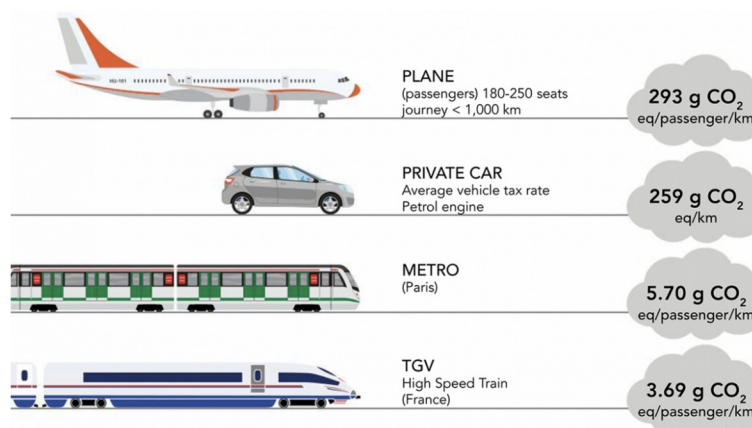 PLANE
(passengers) 180-250 seats
journey < 1,000 km
293 g CO₂
eq/passenger/km
PRIVATE CAR
Average vehicle tax rate
Petrol engine
259 g CO₂
eq/km
METRO
(Paris)
5.70 g CO₂
eq/passenger/km
TGV
High Speed Train
(France)
3.69 g CO₂
eq/passenger/km